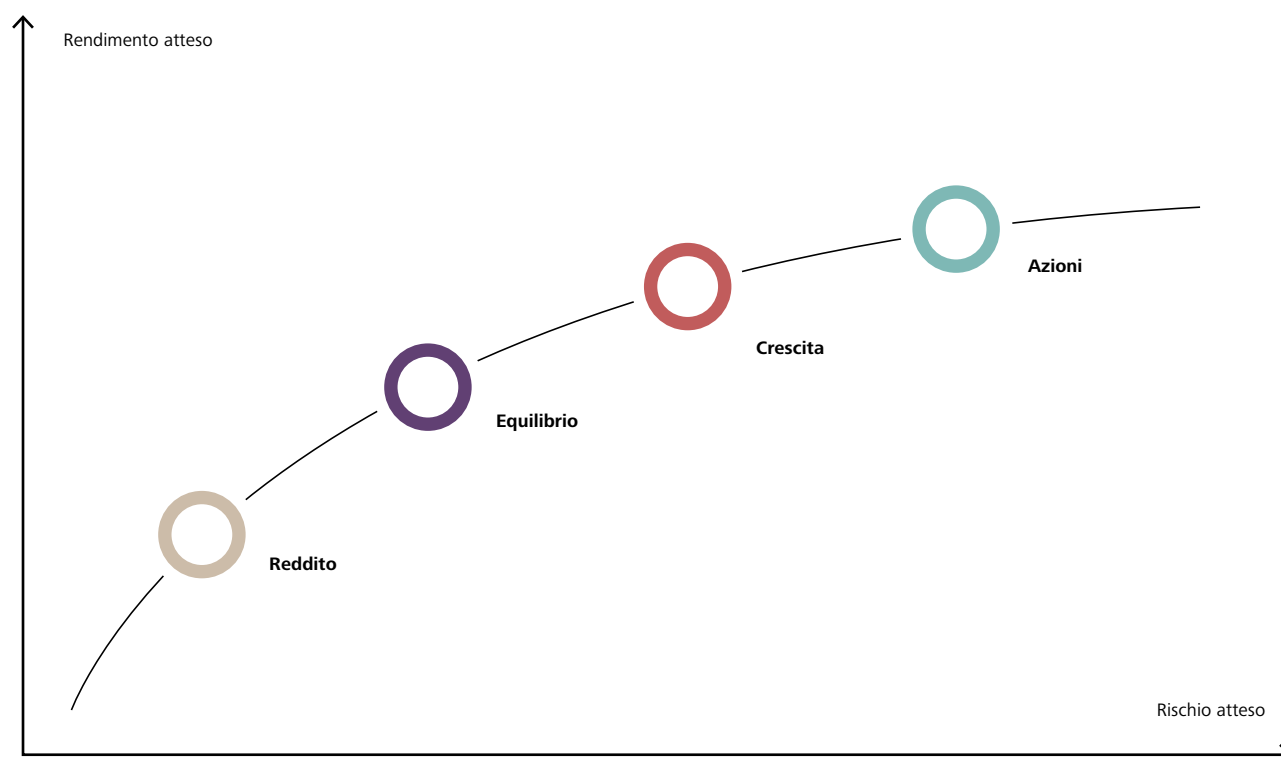 Rendimento atteso
Azioni
Crescita
Equilibrio
Reddito
Rischio atteso